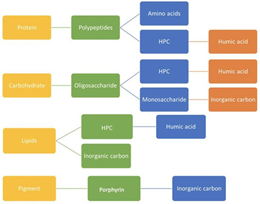 Amino acids
Protein
Polypeptides
HPC
Humic acid
HPC
Humic acid
Carbohydrate
Oligosaccharide
Monosaccharide
Inorganic carbon
HPC
Humic acid
Lipids
Inorganic carbon
Pigment
Porphyrin
Inorganic carbon